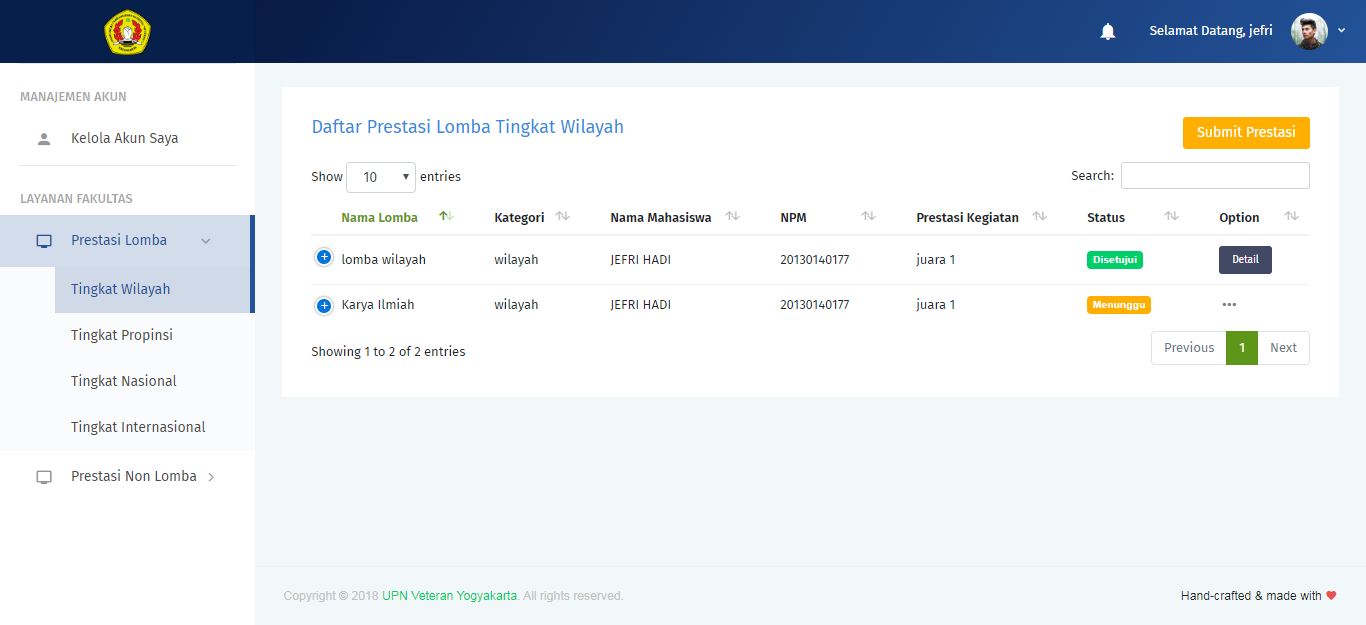 Selamat Datang, jefri
MANAJEMEN AKUN
Kelola Akun Saya
LAYANAN FAKULTAS
Prestasi Lomba
Tingkat Wilayah
Tingkat Propinsi
Tingkat Nasional
Tingkat Internasional
Prestasi Non Lomba
Daftar Prestasi Lomba Tingkat Wilayah
Submit Prestasi
Show 10 entries
Search:
Nama Lomba Kategori Nama Mahasiswa NPM Prestasi Kegiatan Status Option
lomba wilayah wilayah JEFRI HADI 20130140177 juara 1 Disetujui Detail
Karya Ilmiah wilayah JEFRI HADI 20130140177 juara 1 Menunggu •••
Showing 1 to 2 of 2 entries
Previous 1 Next
Copyright © 2018 UPN Veteran Yogyakarta. All rights reserved.
Hand-crafted & made with